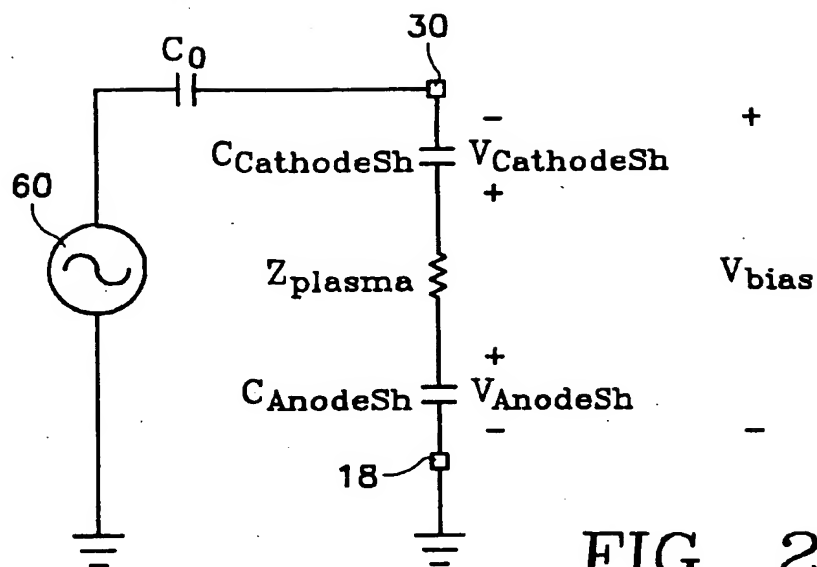 30
C0
− +
CCathodeSh VCathodeSh
+
60
Zplasma Vbias
+
CAnodeSh VAnodeSh
− −
18
FIG. 2